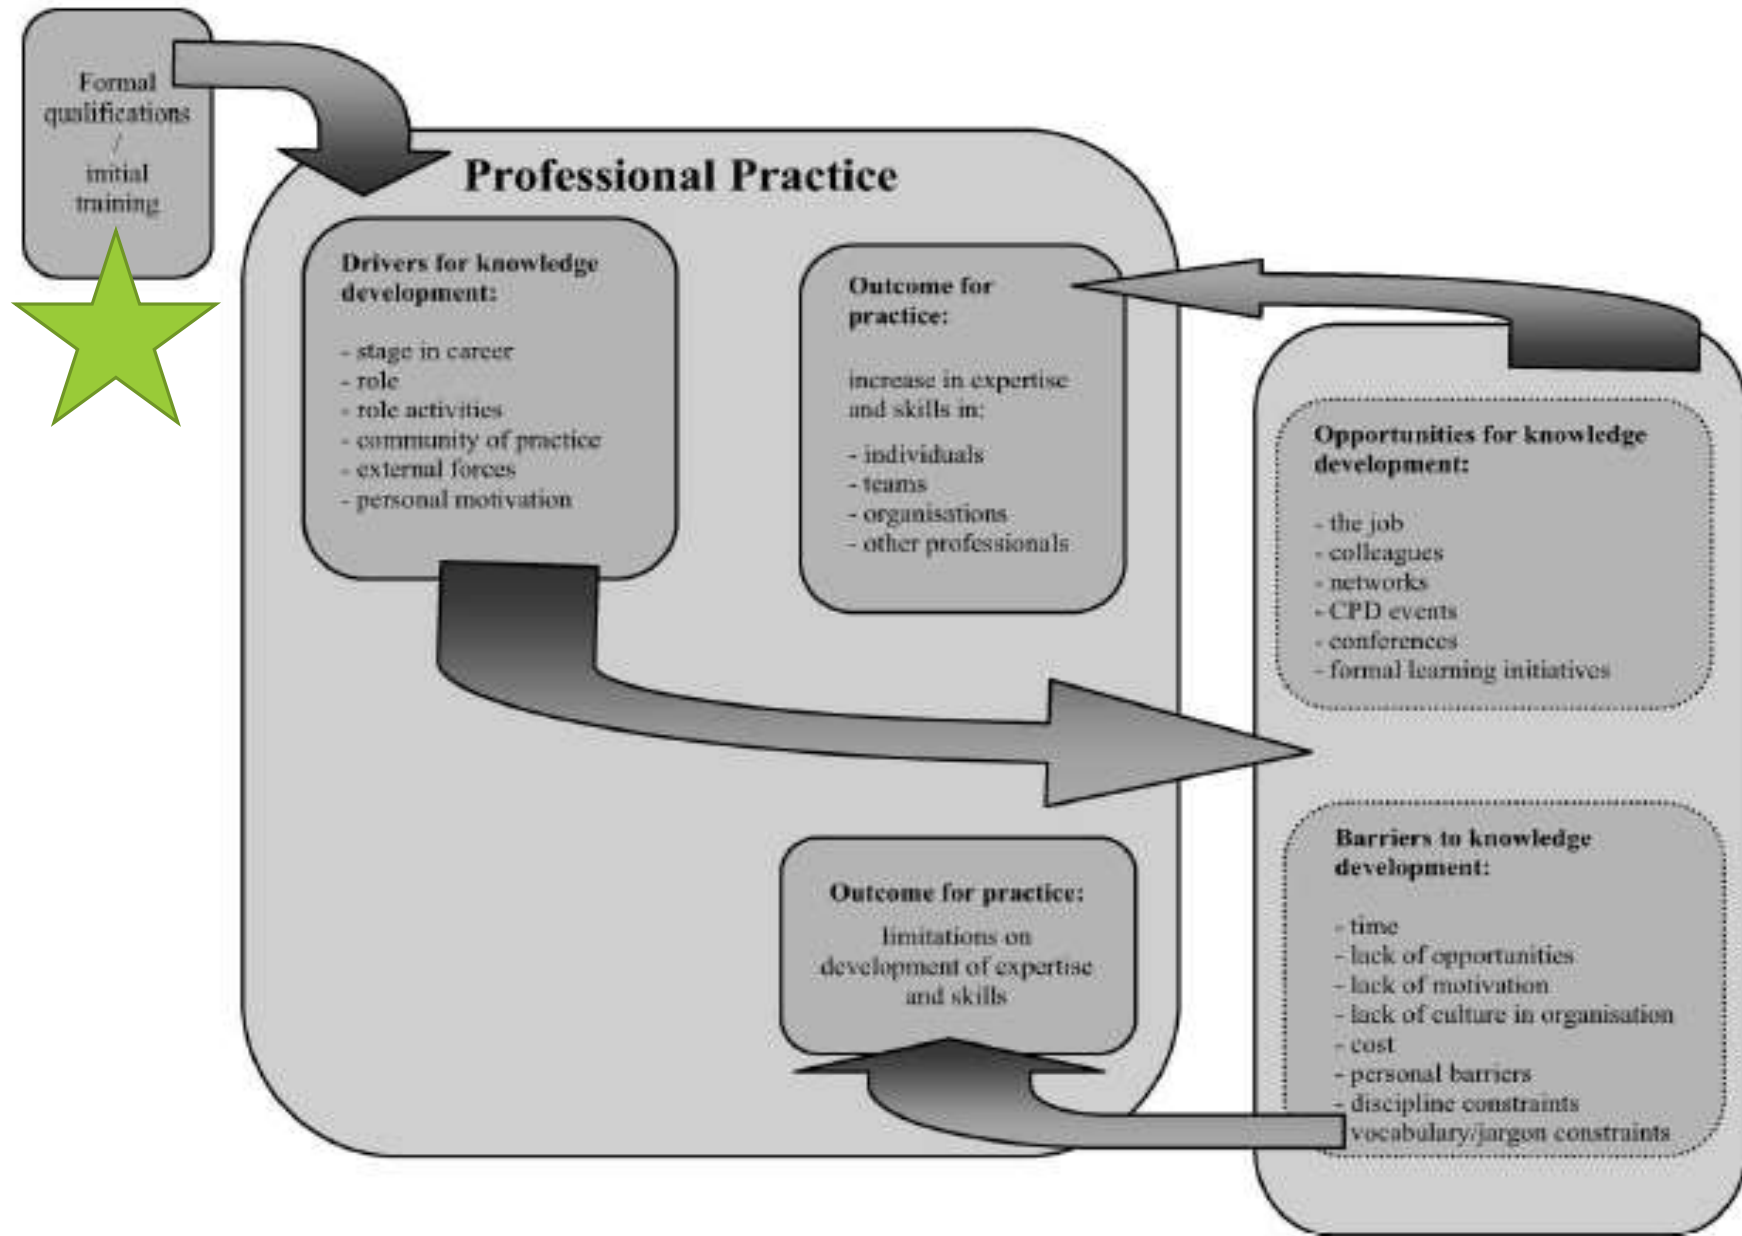 Formal
qualifications
/
initial
training
Professional Practice
Drivers for knowledge
development:
- stage in career
- role
- role activities
- community of practice
- external forces
- personal motivation
Outcome for
practice:
increase in expertise
and skills in:
- individuals
- teams
- organisations
- other professionals
Opportunities for knowledge
development:
- the job
- colleagues
- networks
- CPD events
- conferences
- formal learning initiatives
Outcome for practice:
limitations on
development of expertise
and skills
Barriers to knowledge
development:
- time
- lack of opportunities
- lack of motivation
- lack of culture in organisation
- cost
- personal barriers
- discipline constraints
vocabulary/jargon constraints